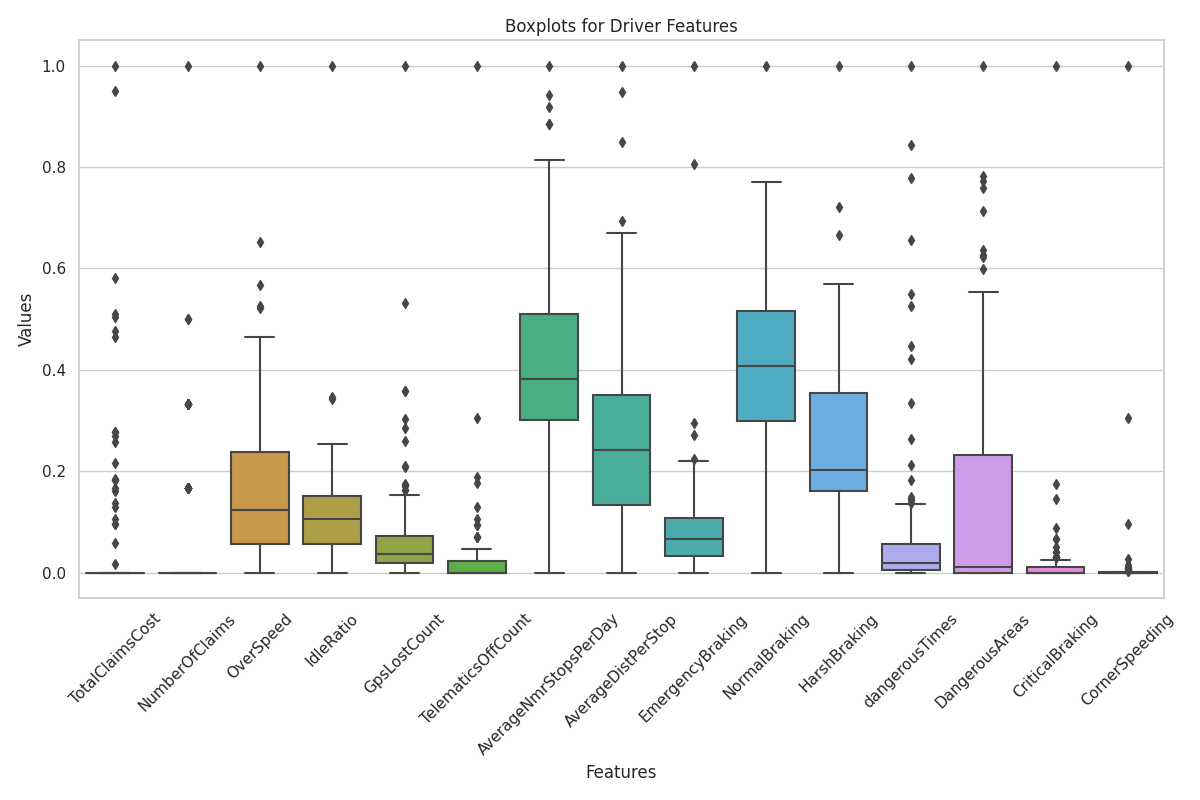 Boxplots for Driver Features
1.0
0.8
0.6
0.4
0.2
0.0
Values
TotalClaimsCost
NumberOfClaims
OverSpeed
IdleRatio
GpsLostCount
TelematicsOffCount
AverageNmrStopsPerDay
AverageDistPerStop
EmergencyBraking
NormalBraking
HarshBraking
dangerousTimes
DangerousAreas
CriticalBraking
CornerSpeeding
Features